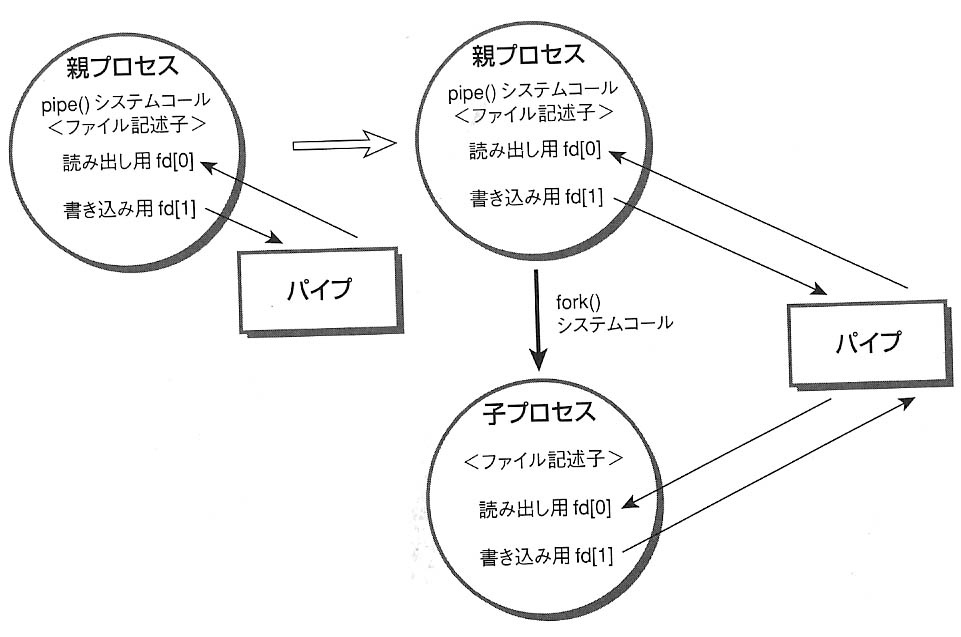 親プロセス
pipe() システムコール
＜ファイル記述子＞
読み出し用 fd[0]
書き込み用 fd[1]
パイプ
親プロセス
pipe() システムコール
＜ファイル記述子＞
読み出し用 fd[0]
書き込み用 fd[1]
fork()
システムコール
パイプ
子プロセス
＜ファイル記述子＞
読み出し用 fd[0]
書き込み用 fd[1]